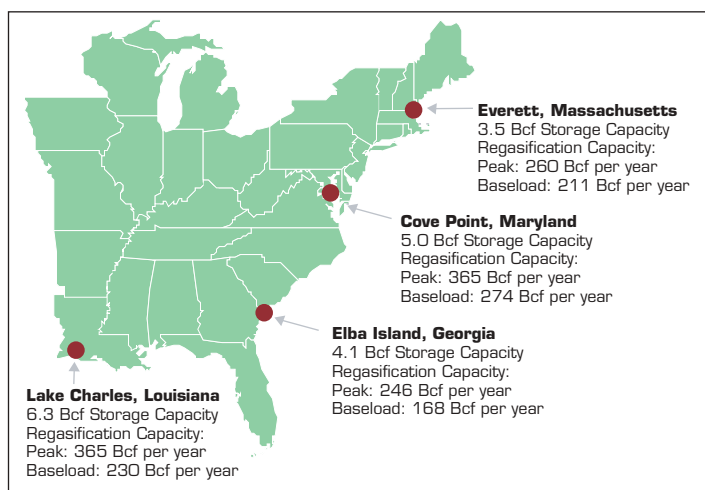 Everett, Massachusetts
3.5 Bcf Storage Capacity
Regasification Capacity:
Peak: 260 Bcf per year
Baseload: 211 Bcf per year
Cove Point, Maryland
5.0 Bcf Storage Capacity
Regasification Capacity:
Peak: 365 Bcf per year
Baseload: 274 Bcf per year
Elba Island, Georgia
4.1 Bcf Storage Capacity
Regasification Capacity:
Peak: 246 Bcf per year
Baseload: 168 Bcf per year
Lake Charles, Louisiana
6.3 Bcf Storage Capacity
Regasification Capacity:
Peak: 365 Bcf per year
Baseload: 230 Bcf per year